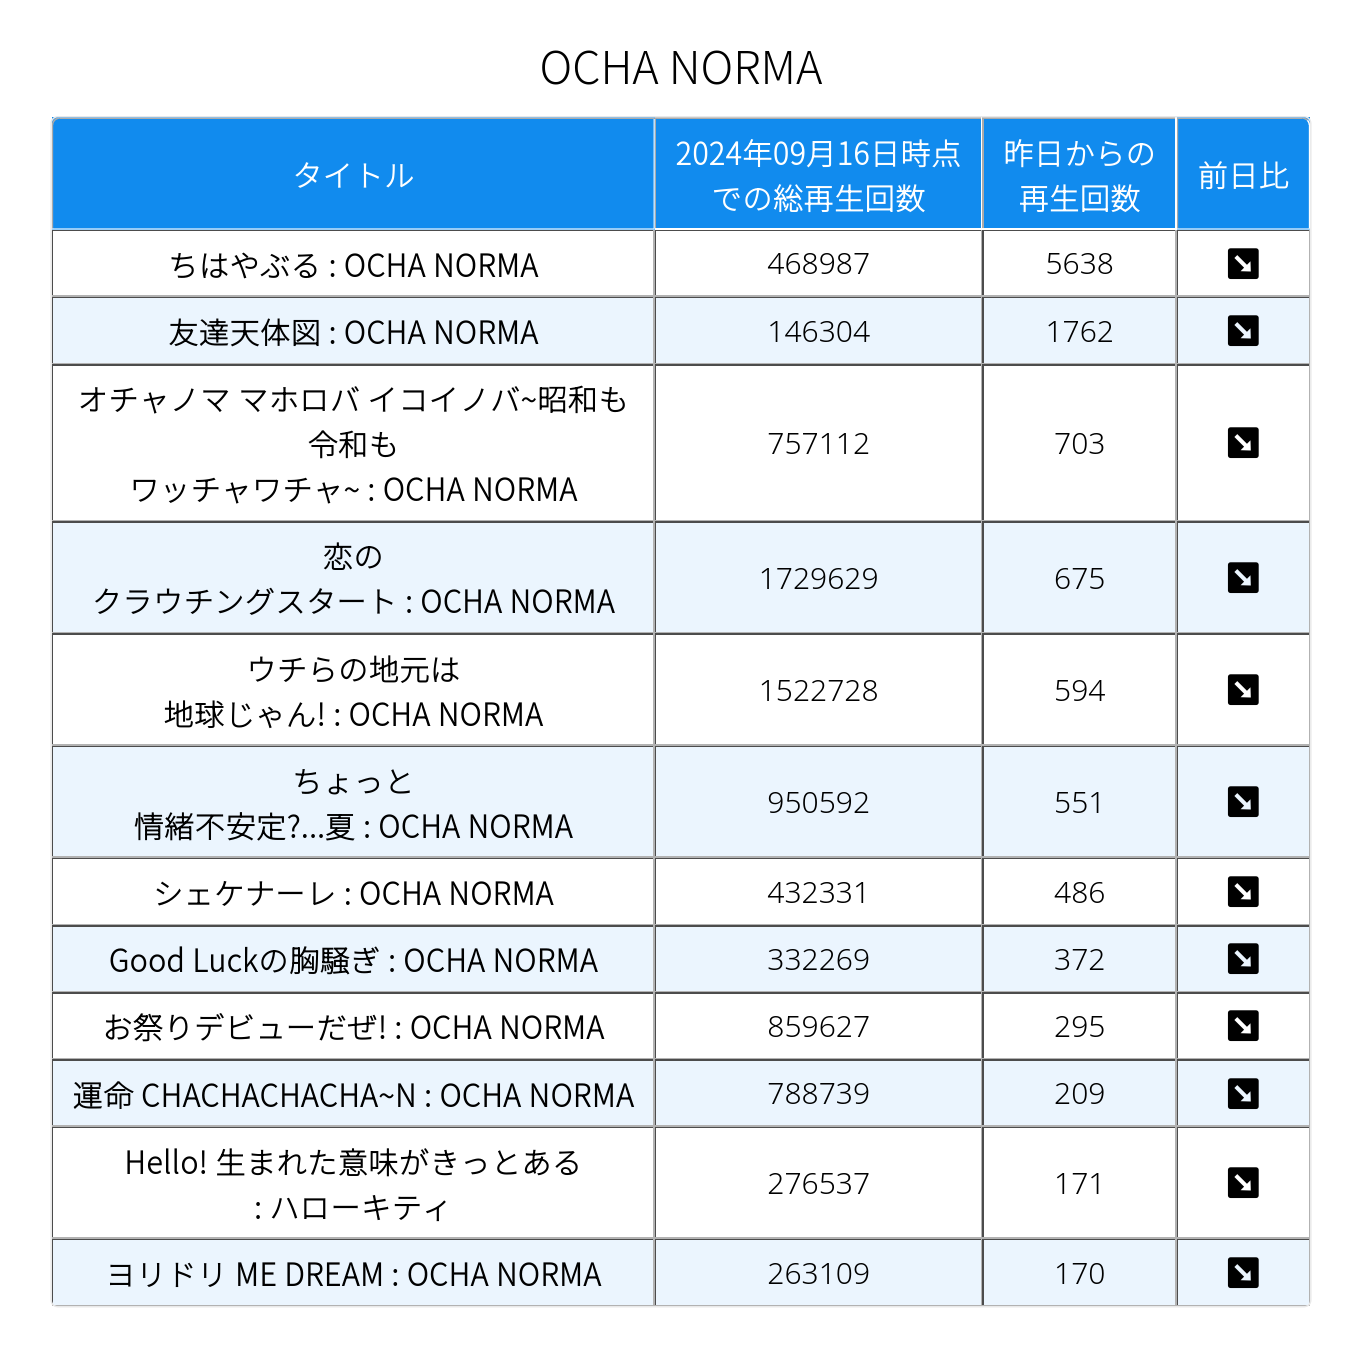 OCHA NORMA
タイトル
2024年09月16日時点
での総再生回数
昨日からの
再生回数
前日比
ちはやぶる : OCHA NORMA
468987
5638
友達天体図 : OCHA NORMA
146304
1762
オチャノマ マホロバ イコイノバ~昭和も
令和も
ワッチャワチャ~ : OCHA NORMA
757112
703
恋の
クラウチングスタート : OCHA NORMA
1729629
675
ウチらの地元は
地球じゃん! : OCHA NORMA
1522728
594
ちょっと
情緒不安定?...夏 : OCHA NORMA
950592
551
シェケナーレ : OCHA NORMA
432331
486
Good Luckの胸騒ぎ : OCHA NORMA
332269
372
お祭りデビューだぜ! : OCHA NORMA
859627
295
運命 CHACHACHACHA~N : OCHA NORMA
788739
209
Hello! 生まれた意味がきっとある
: ハローキティ
276537
171
ヨリドリ ME DREAM : OCHA NORMA
263109
170